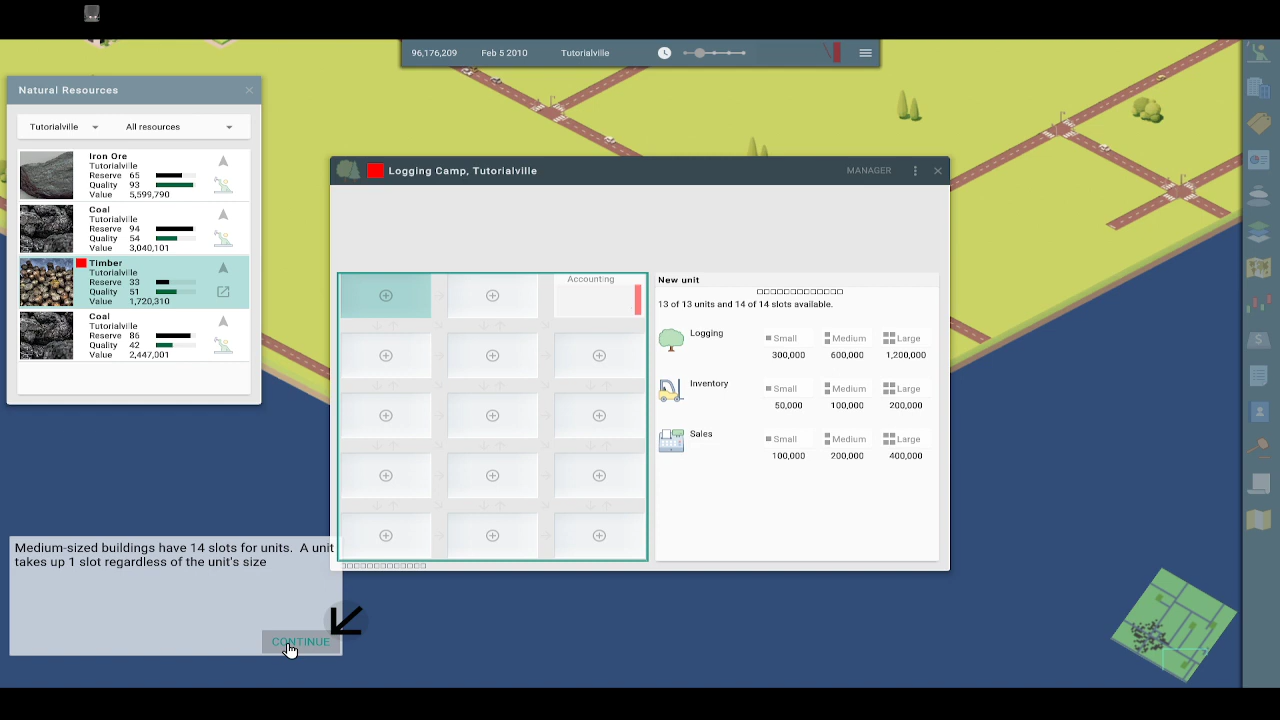 96,176,209 Feb 5 2010 Tutorialville
Natural Resources
Tutorialville All resources
Iron Ore
Tutorialville
Reserve 65
Quality 93
Value 5,599,790
Coal
Tutorialville
Reserve 94
Quality 54
Value 3,040,101
Timber
Tutorialville
Reserve 33
Quality 51
Value 1,720,310
Coal
Tutorialville
Reserve 86
Quality 42
Value 2,447,001
Logging Camp, Tutorialville MANAGER
Accounting
New unit
13 of 13 units and 14 of 14 slots available.
Logging Small Medium Large
300,000 600,000 1,200,000
Inventory Small Medium Large
50,000 100,000 200,000
Sales Small Medium Large
100,000 200,000 400,000
Medium-sized buildings have 14 slots for units. A unit
takes up 1 slot regardless of the unit's size
CONTINUE